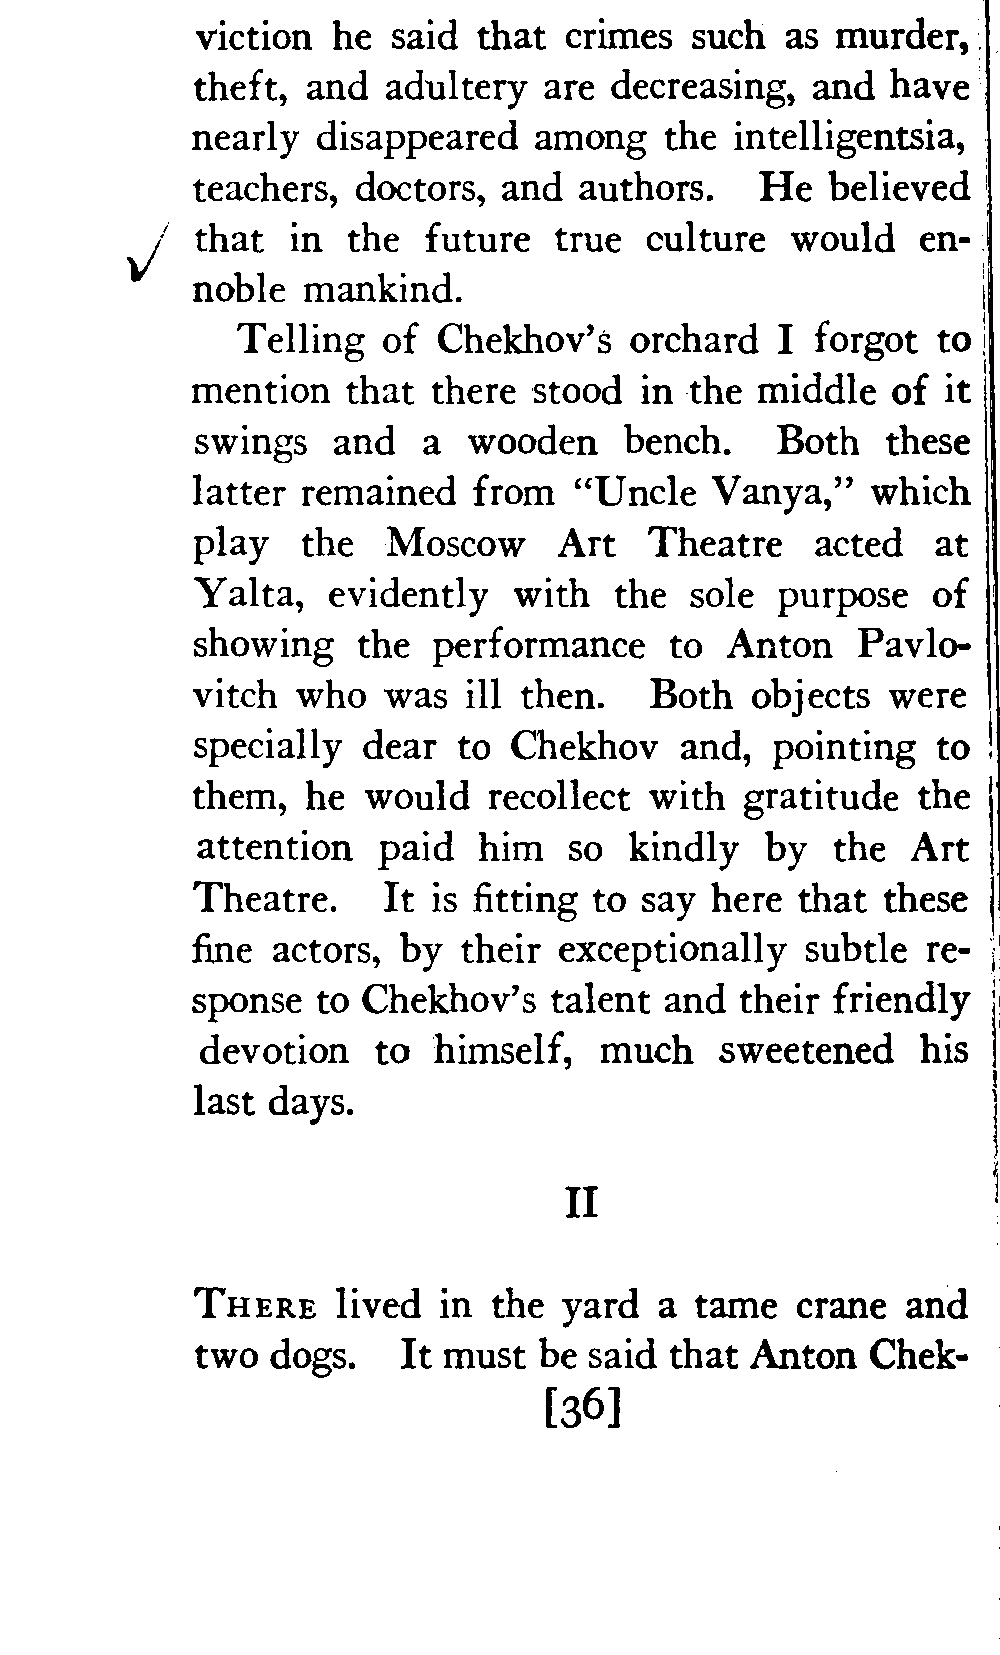 viction he said that crimes such as murder,
theft, and adultery are decreasing, and have
nearly disappeared among the intelligentsia,
teachers, doctors, and authors. He believed
that in the future true culture would en-
noble mankind.
Telling of Chekhov's orchard I forgot to
mention that there stood in the middle of it
swings and a wooden bench. Both these
latter remained from “Uncle Vanya,” which
play the Moscow Art Theatre acted at
Yalta, evidently with the sole purpose of
showing the performance to Anton Pavlo-
vitch who was ill then. Both objects were
specially dear to Chekhov and, pointing to
them, he would recollect with gratitude the
attention paid him so kindly by the Art
Theatre. It is fitting to say here that these
fine actors, by their exceptionally subtle re-
sponse to Chekhov's talent and their friendly
devotion to himself, much sweetened his
last days.
II
THERE lived in the yard a tame crane and
two dogs. It must be said that Anton Chek-
[36]